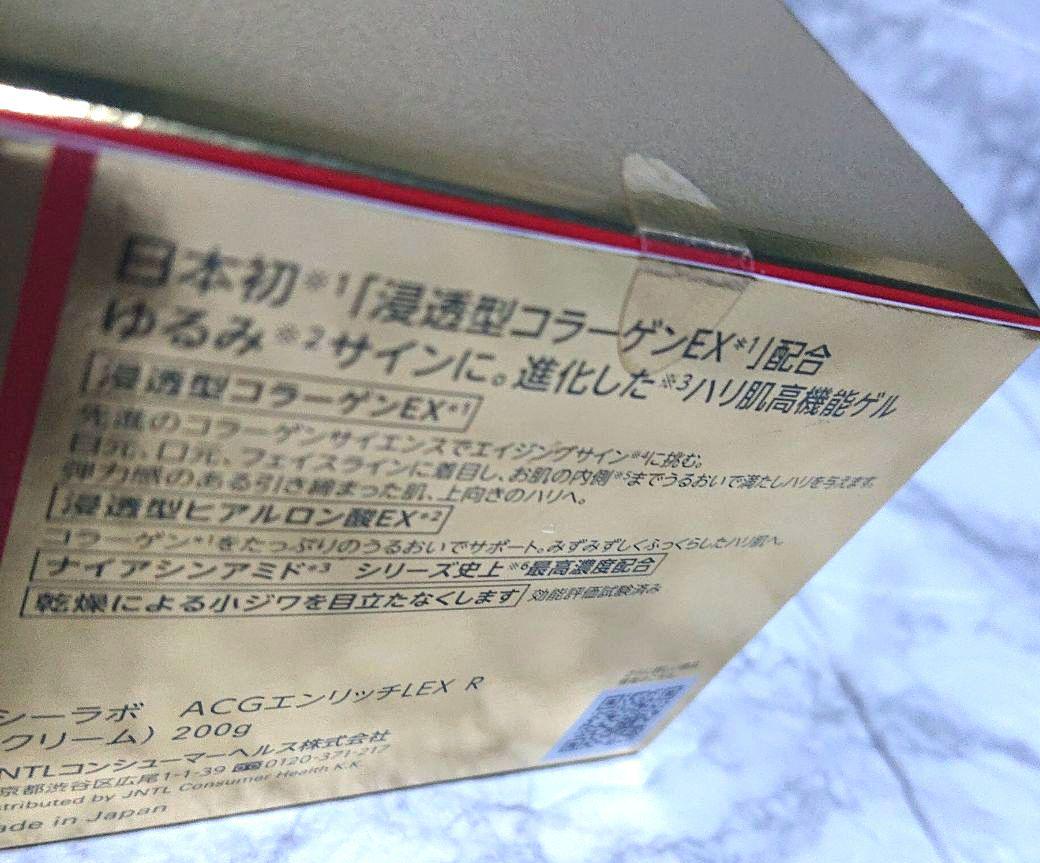 日本初※1「浸透型コラーゲンEX*1」配合
ゆるみ※2サインに。進化した※3ハリ肌高機能ゲル
浸透型コラーゲンEX*1
先進のコラーゲンサイエンスでエイジングサイン※4に挑む。
目元、口元、フェイスラインに着目し、お肌の内側※5までうるおいで満たしハリを与えます。
弾力感のある引き締まった肌、上向きのハリへ。
浸透型ヒアルロン酸EX*2
コラーゲン*1をたっぷりのうるおいでサポート。みずみずしくふっくらしたハリ肌へ
ナイアシンアミド*3 シリーズ史上※6最高濃度配合
乾燥による小ジワを目立たなくします 効能評価試験済み
シーラボ ACGエンリッチLEX R
クリーム) 200g
NTLコンシューマーヘルス株式会社
京都渋谷区広尾1-1-39 0120-371-217
tributed by JNTL Consumer Health K.K.
ade in Japan